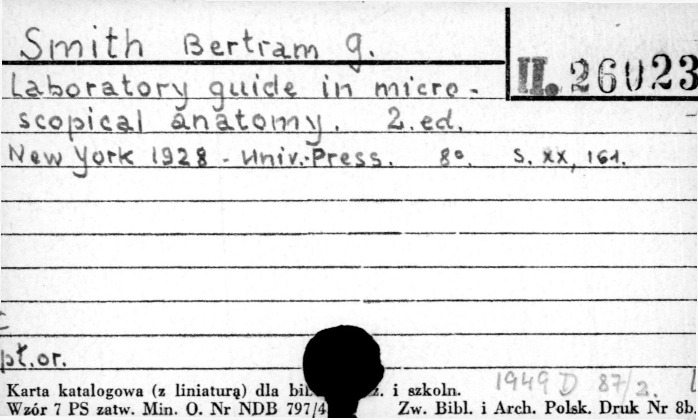 Smith Bertram G.
II. 26023
Laboratory guide in micro-
scopical anatomy. 2.ed.
New York 1928 - Univ.-Press. 8°. S. XX, 161.
pł.or.
1949 D 87/2.
Karta katalogowa (z liniaturą) dla i szkoln.
Wzór 7 PS zatw. Min. O. Nr NDB 797/4 Zw. Bibl. i Arch. Polsk. Druk Nr 8b.